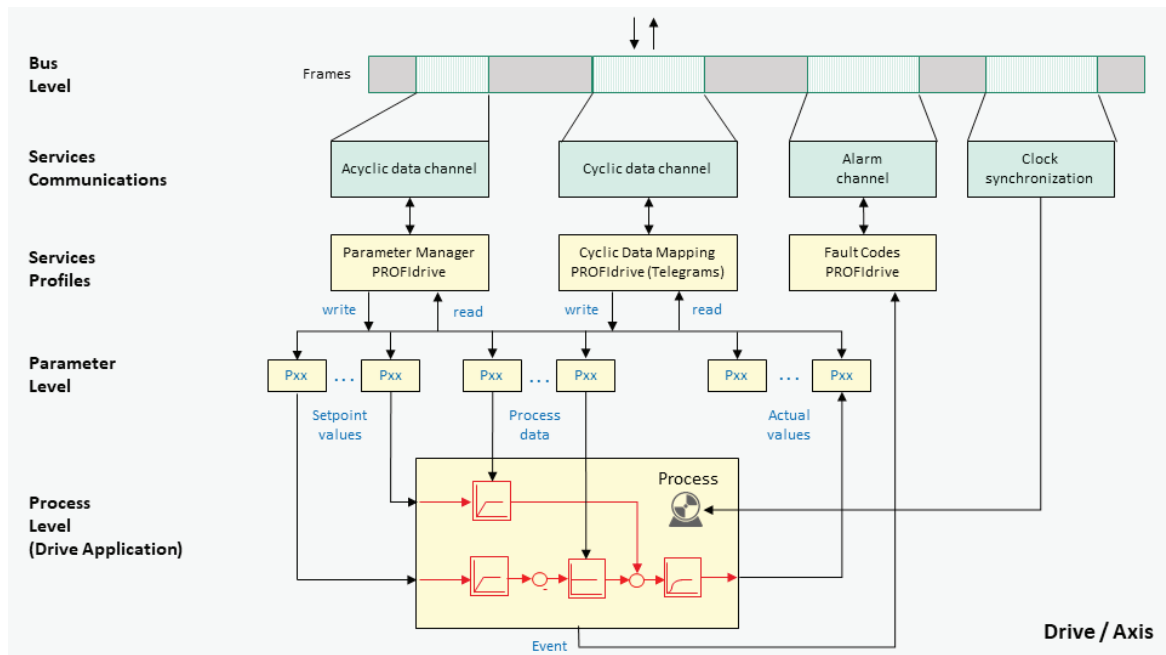 Bus
Level
Frames
Services
Communications
Acyclic data channel
Cyclic data channel
Alarm
channel
Clock
synchronization
Services
Profiles
Parameter Manager
PROFIdrive
Cyclic Data Mapping
PROFIdrive (Telegrams)
Fault Codes
PROFIdrive
write
read
write
read
Parameter
Level
Pxx ... Pxx
Pxx ... Pxx
Pxx ... Pxx
Setpoint
values
Process
data
Actual
values
Process
Level
(Drive Application)
Process
-
Event
Drive / Axis